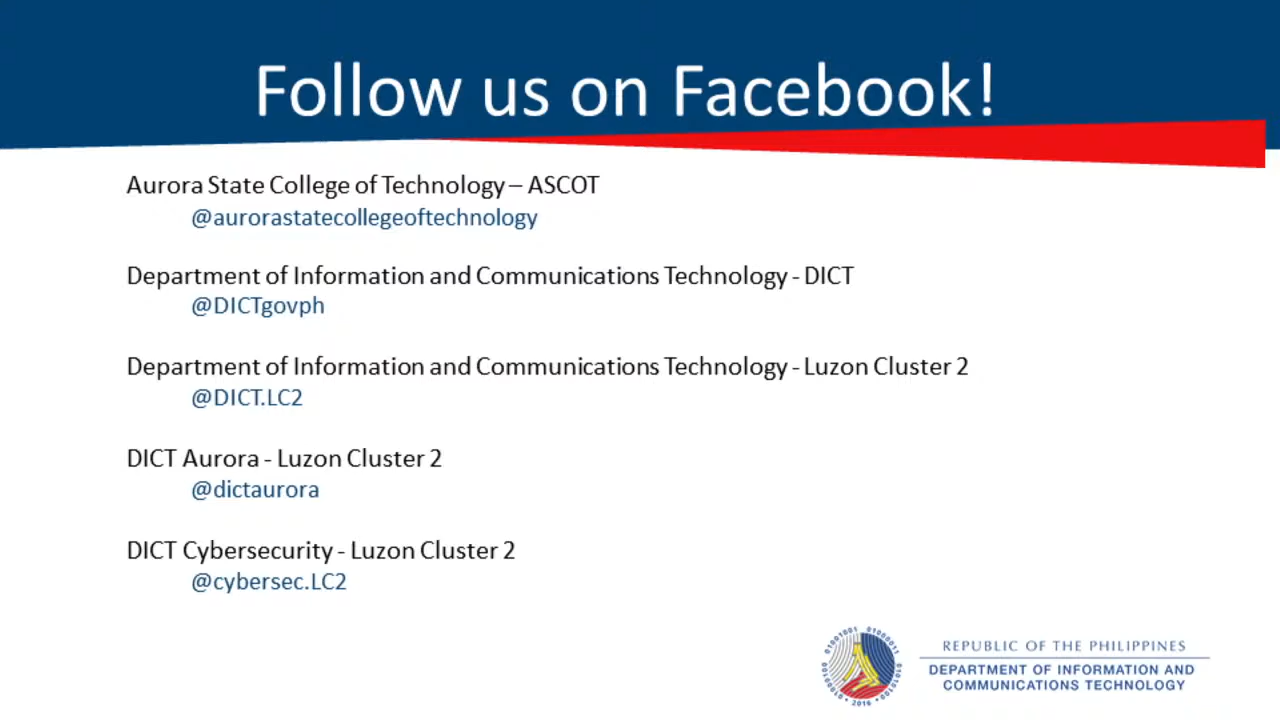 Follow us on Facebook!
Aurora State College of Technology – ASCOT
@aurorastatecollegeoftechnology
Department of Information and Communications Technology - DICT
@DICTgovph
Department of Information and Communications Technology - Luzon Cluster 2
@DICT.LC2
DICT Aurora - Luzon Cluster 2
@dictaurora
DICT Cybersecurity - Luzon Cluster 2
@cybersec.LC2
REPUBLIC OF THE PHILIPPINES
DEPARTMENT OF INFORMATION AND
COMMUNICATIONS TECHNOLOGY
2016